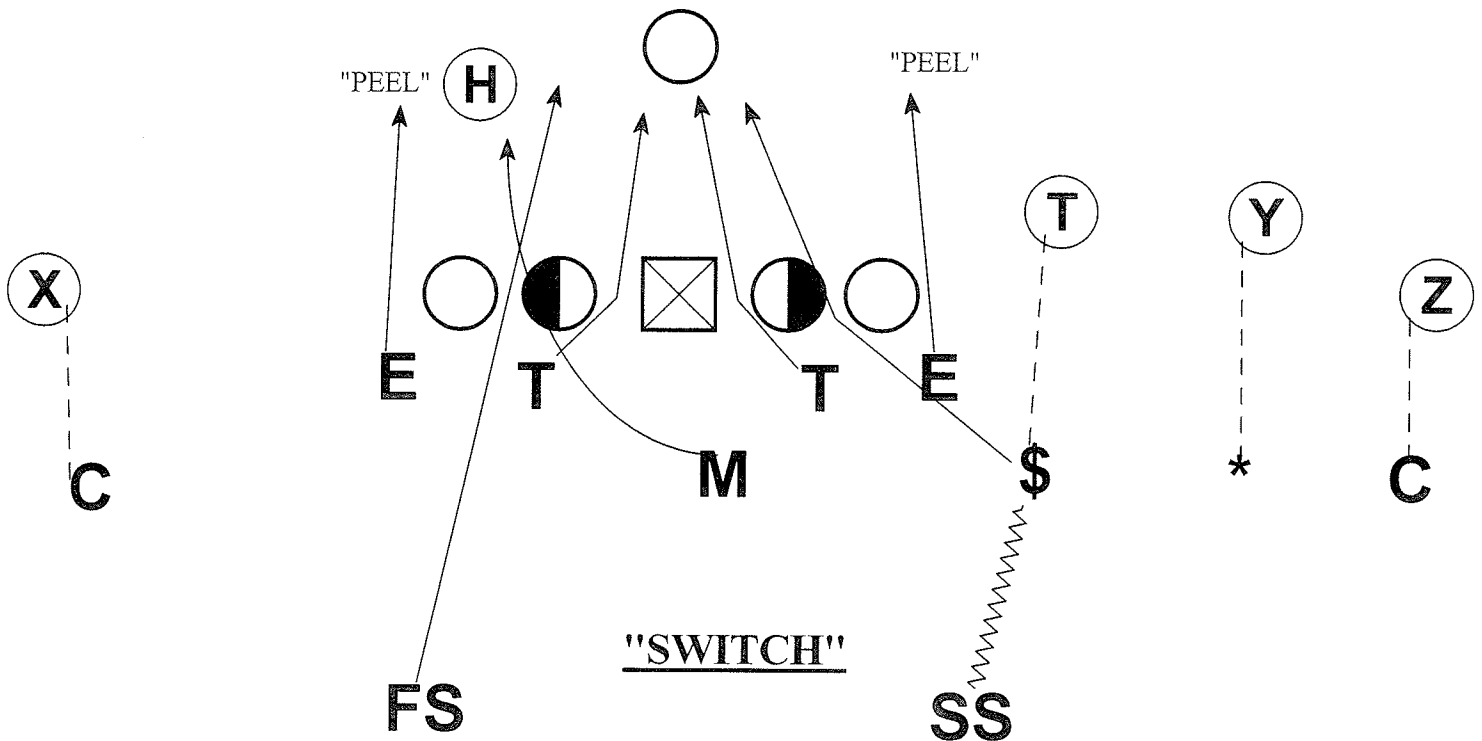 "PEEL" H "PEEL"
T Y
X Z
E T T E
C M $ * C
"SWITCH"
FS SS